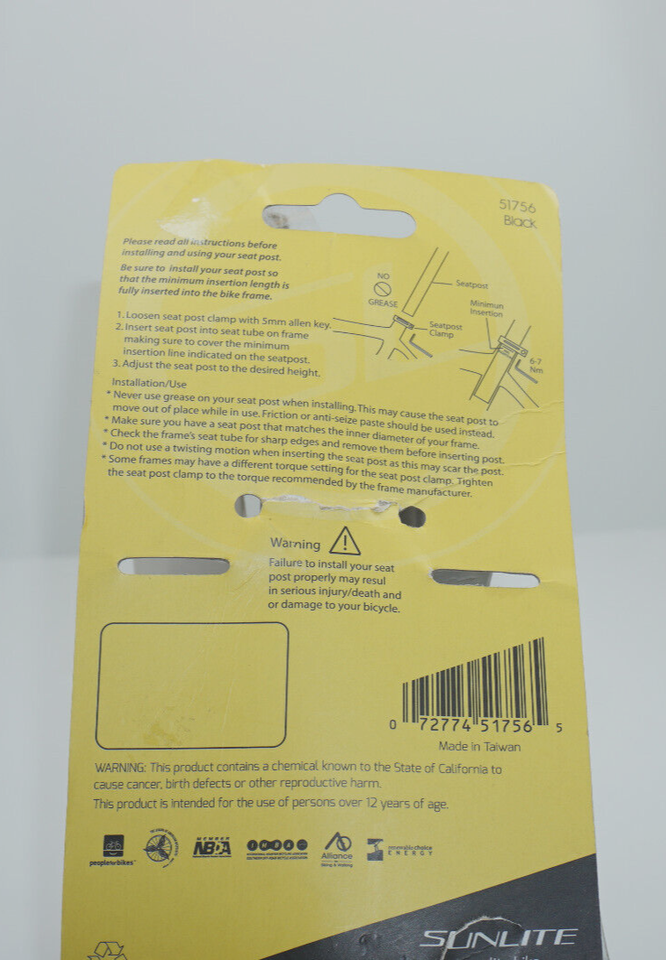 51756
Black
Please read all instructions before
installing and using your seat post.
Be sure to install your seat post so
that the minimum insertion length is
fully inserted into the bike frame.
NO
GREASE
Seatpost
Minimun
Insertion
Seatpost
Clamp
6-7
Nm
1. Loosen seat post clamp with 5mm allen key.
2. Insert seat post into seat tube on frame
making sure to cover the minimum
insertion line indicated on the seatpost.
3. Adjust the seat post to the desired height.
Installation/Use
* Never use grease on your seat post when installing. This may cause the seat post to
move out of place while in use. Friction or anti-seize paste should be used instead.
* Make sure you have a seat post that matches the inner diameter of your frame.
* Check the frame's seat tube for sharp edges and remove them before inserting post.
* Do not use a twisting motion when inserting the seat post as this may scar the post.
* Some frames may have a different torque setting for the seat post clamp. Tighten
the seat post clamp to the torque recommended by the frame manufacturer.
Warning
Failure to install your seat
post properly may resul
in serious injury/death and
or damage to your bicycle.
0 72774 51756 5
Made in Taiwan
WARNING: This product contains a chemical known to the State of California to
cause cancer, birth defects or other reproductive harm.
This product is intended for the use of persons over 12 years of age.
peopleforbikes
MEMBER
NBDA
Alliance
Biking & Walking
renewable choice
ENERGY
SUNLITE